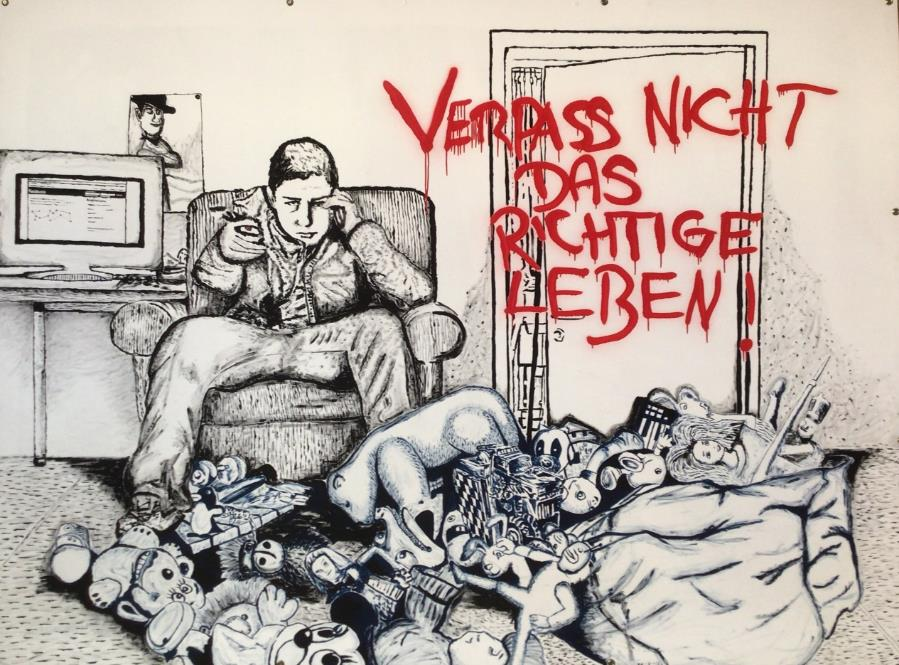 VERPASS NICHT
DAS
RICHTIGE
LEBEN!